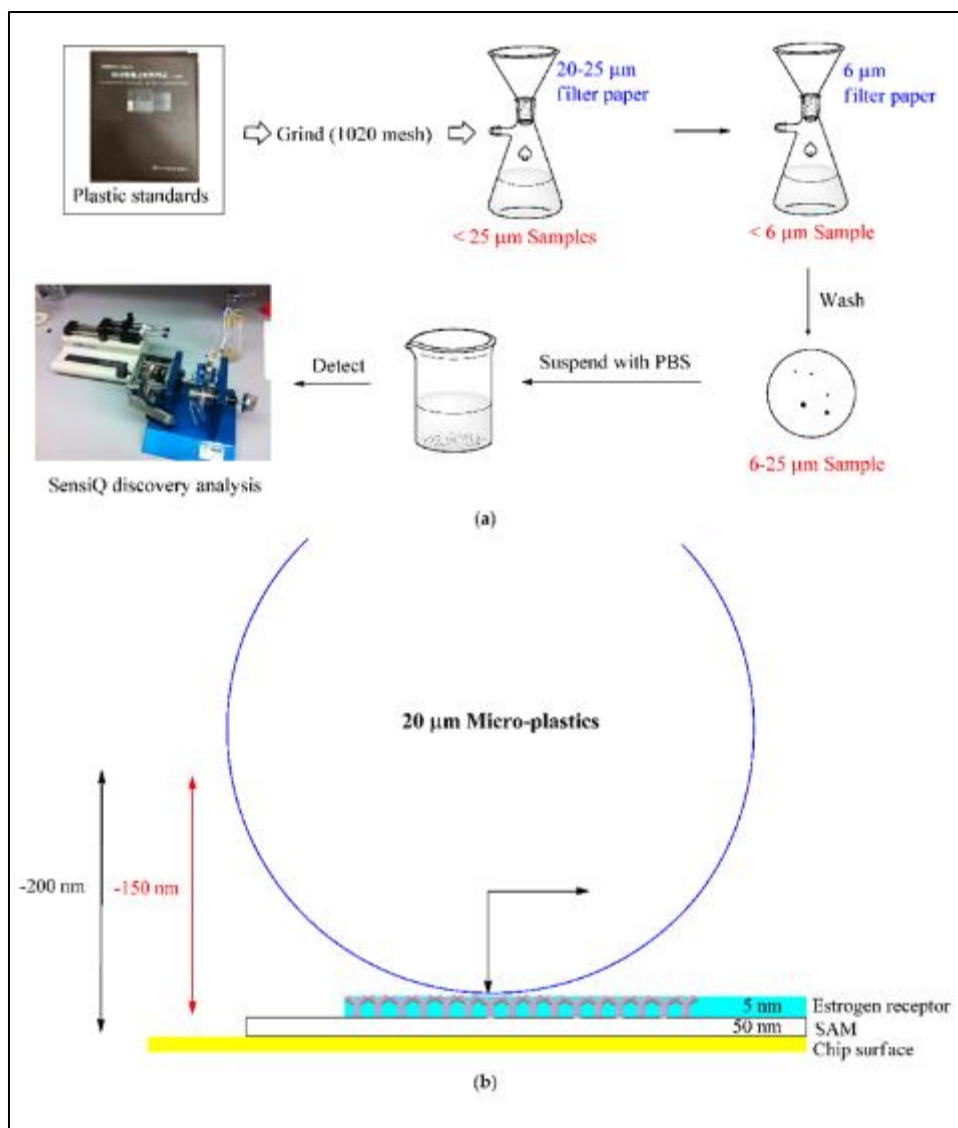 20-25 μm
filter paper
6 μm
filter paper
Grind (1020 mesh)
Plastic standards
< 25 μm Samples
< 6 μm Sample
Wash
Detect
Suspend with PBS
6-25 μm Sample
SensiQ discovery analysis
(a)
20 μm Micro-plastics
-200 nm
-150 nm
5 nm
Estrogen receptor
50 nm
SAM
Chip surface
(b)